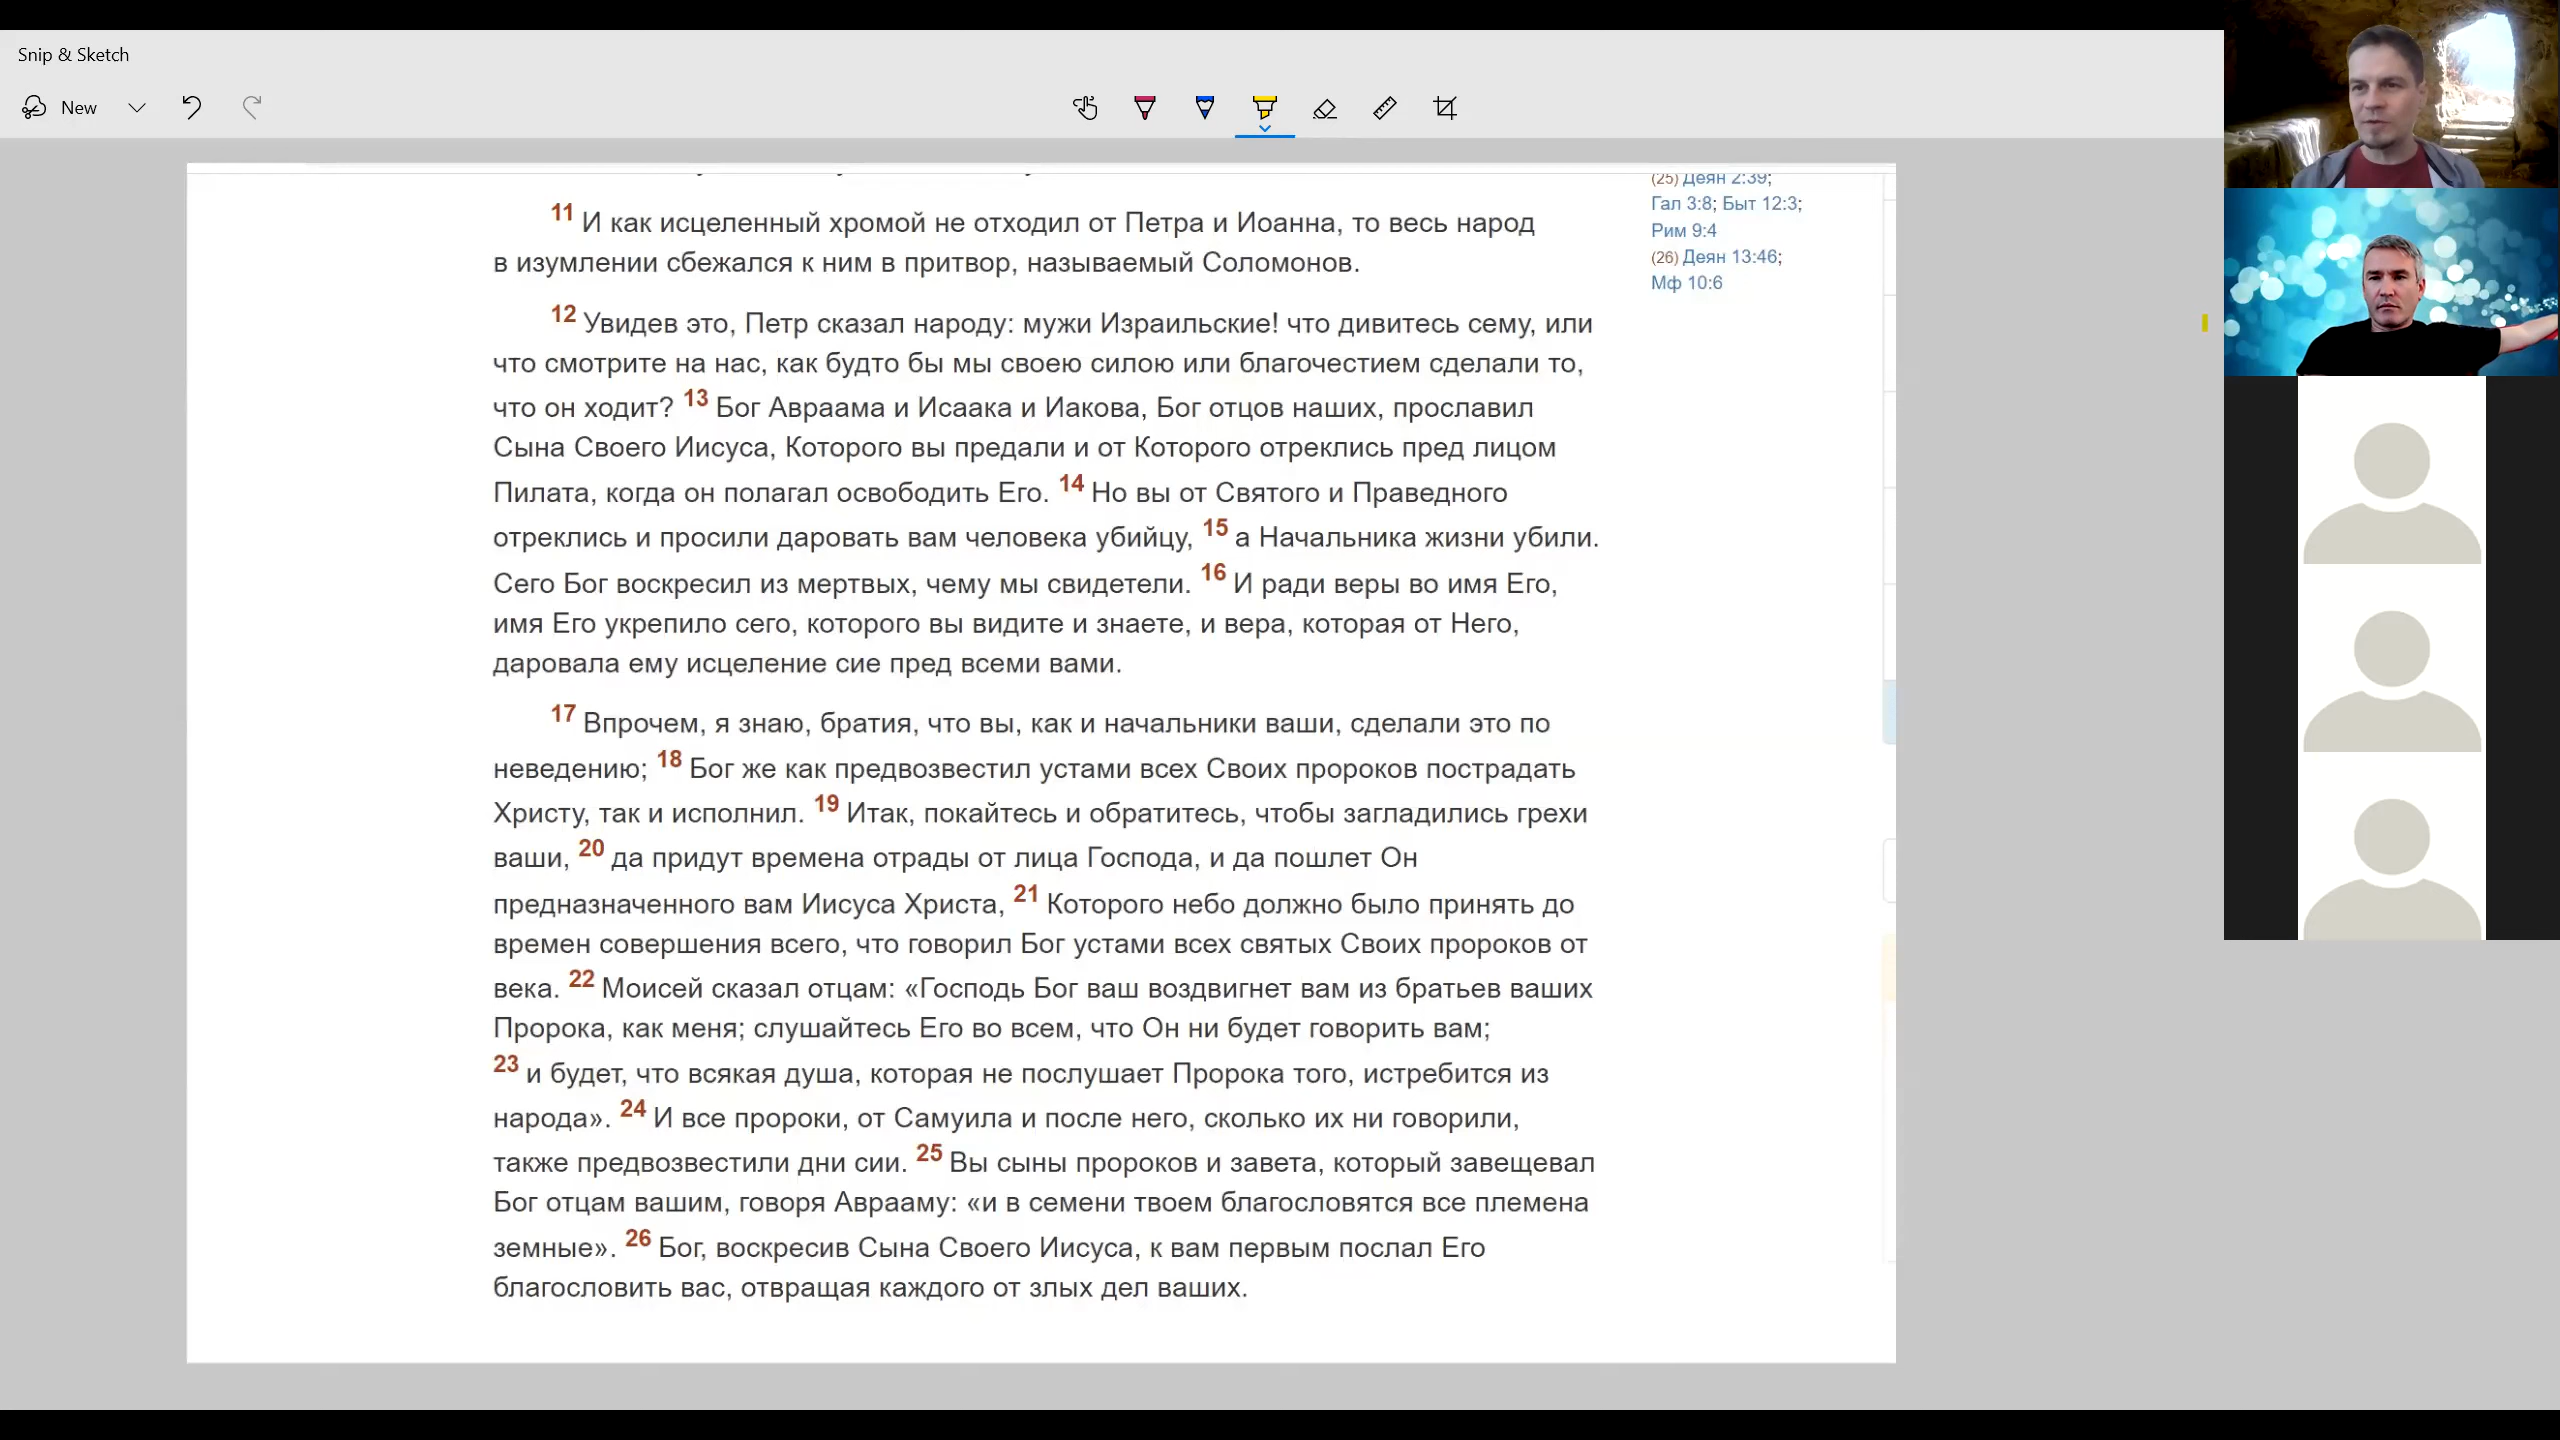 Snip & Sketch
New
11 И как исцеленный хромой не отходил от Петра и Иоанна, то весь народ
в изумлении сбежался к ним в притвор, называемый Соломонов.
12 Увидев это, Петр сказал народу: мужи Израильские! что дивитесь сему, или
что смотрите на нас, как будто бы мы своею силою или благочестием сделали то,
что он ходит? 13 Бог Авраама и Исаака и Иакова, Бог отцов наших, прославил
Сына Своего Иисуса, Которого вы предали и от Которого отреклись пред лицом
Пилата, когда он полагал освободить Его. 14 Но вы от Святого и Праведного
отреклись и просили даровать вам человека убийцу, 15 а Начальника жизни убили.
Сего Бог воскресил из мертвых, чему мы свидетели. 16 И ради веры во имя Его,
имя Его укрепило сего, которого вы видите и знаете, и вера, которая от Него,
даровала ему исцеление сие пред всеми вами.
17 Впрочем, я знаю, братия, что вы, как и начальники ваши, сделали это по
неведению; 18 Бог же как предвозвестил устами всех Своих пророков пострадать
Христу, так и исполнил. 19 Итак, покайтесь и обратитесь, чтобы загладились грехи
ваши, 20 да придут времена отрады от лица Господа, и да пошлет Он
предназначенного вам Иисуса Христа, 21 Которого небо должно было принять до
времен совершения всего, что говорил Бог устами всех святых Своих пророков от
века. 22 Моисей сказал отцам: «Господь Бог ваш воздвигнет вам из братьев ваших
Пророка, как меня; слушайтесь Его во всем, что Он ни будет говорить вам;
23 и будет, что всякая душа, которая не послушает Пророка того, истребится из
народа». 24 И все пророки, от Самуила и после него, сколько их ни говорили,
также предвозвестили дни сии. 25 Вы сыны пророков и завета, который завещевал
Бог отцам вашим, говоря Аврааму: «и в семени твоем благословятся все племена
земные». 26 Бог, воскресив Сына Своего Иисуса, к вам первым послал Его
благословить вас, отвращая каждого от злых дел ваших.
(25) Деян 2:39;
Гал 3:8; Быт 12:3;
Рим 9:4
(26) Деян 13:46;
Мф 10:6